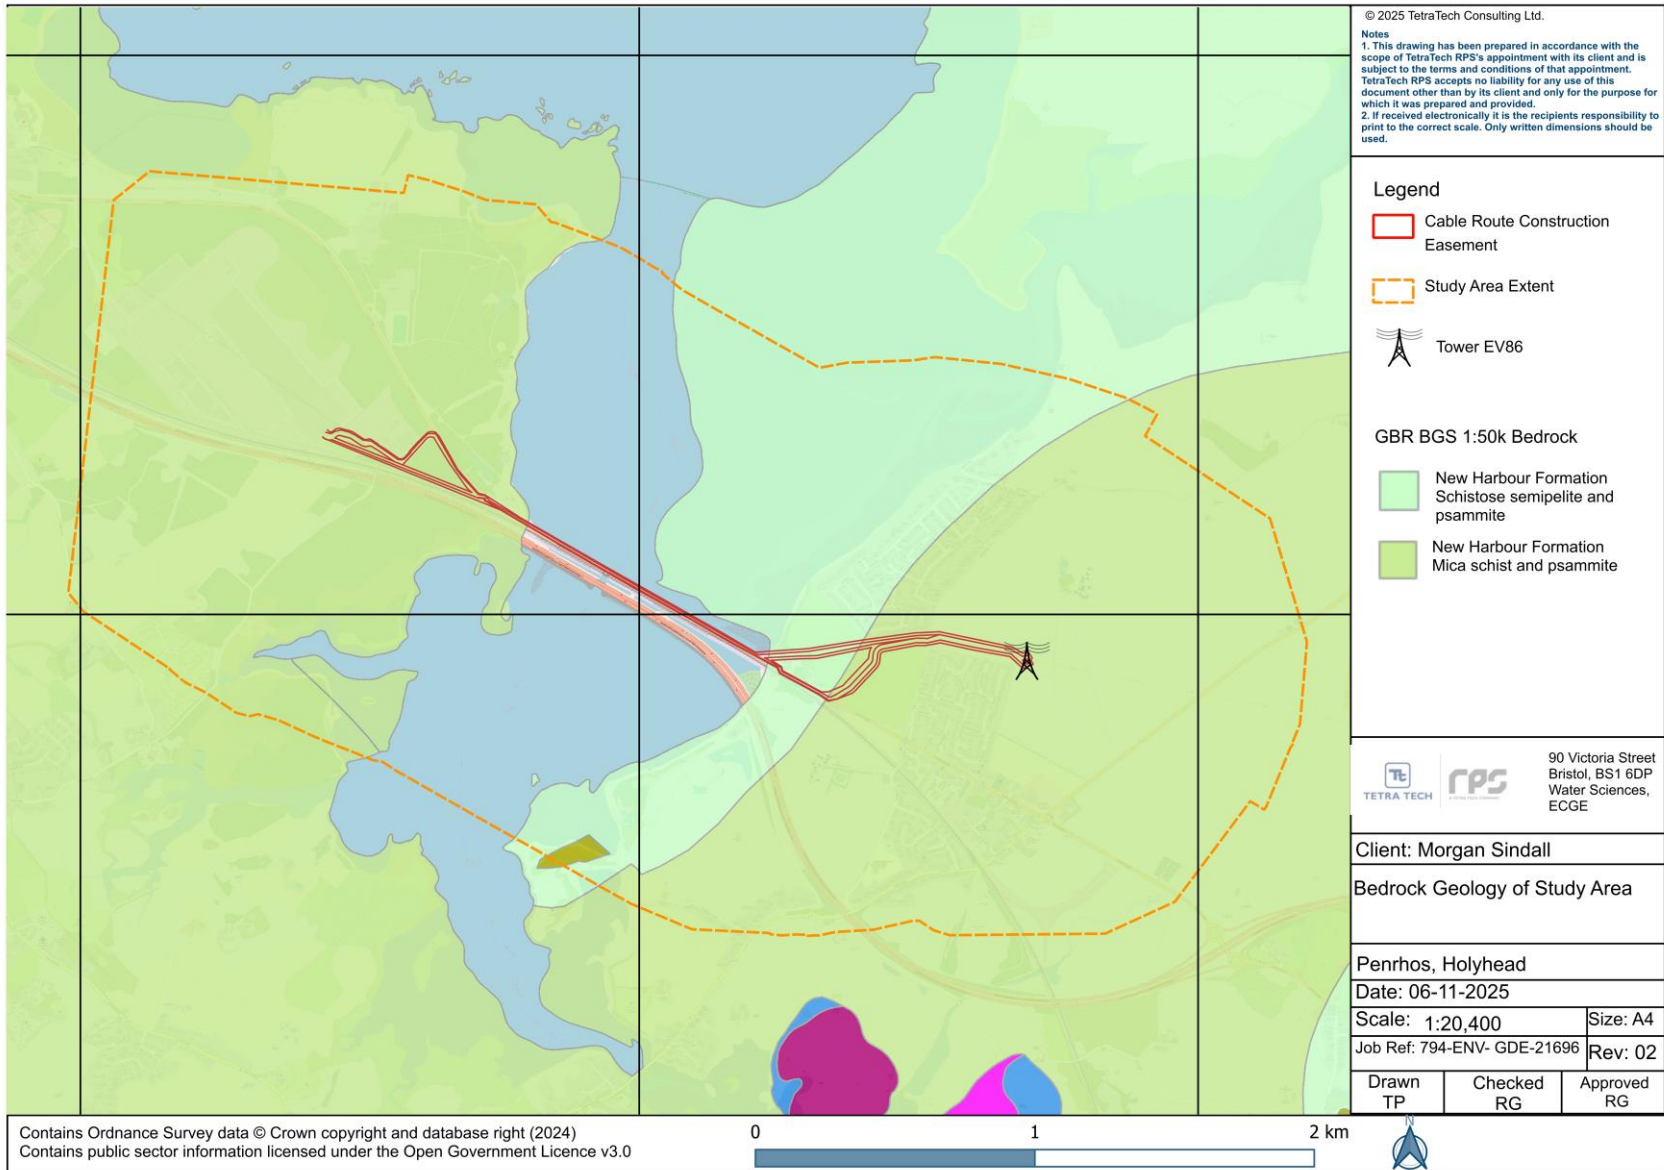 © 2025 TetraTech Consulting Ltd.
Notes
1. This drawing has been prepared in accordance with the
scope of TetraTech RPS's appointment with its client and is
subject to the terms and conditions of that appointment.
TetraTech RPS accepts no liability for any use of this
document other than by its client and only for the purpose for
which it was prepared and provided.
2. If received electronically it is the recipients responsibility to
print to the correct scale. Only written dimensions should be
used.
Legend
Cable Route Construction
Easement
Study Area Extent
Tower EV86
GBR BGS 1:50k Bedrock
New Harbour Formation
Schistose semipelite and
psammite
New Harbour Formation
Mica schist and psammite
Tt
TETRA TECH
rps
A TETRA TECH COMPANY
90 Victoria Street
Bristol, BS1 6DP
Water Sciences,
ECGE
Client: Morgan Sindall
Bedrock Geology of Study Area
Penrhos, Holyhead
Date: 06-11-2025
Scale: 1:20,400
Size: A4
Job Ref: 794-ENV- GDE-21696
Rev: 02
Drawn
TP
Checked
RG
Approved
RG
Contains Ordnance Survey data © Crown copyright and database right (2024)
Contains public sector information licensed under the Open Government Licence v3.0
0 1 2 km
N